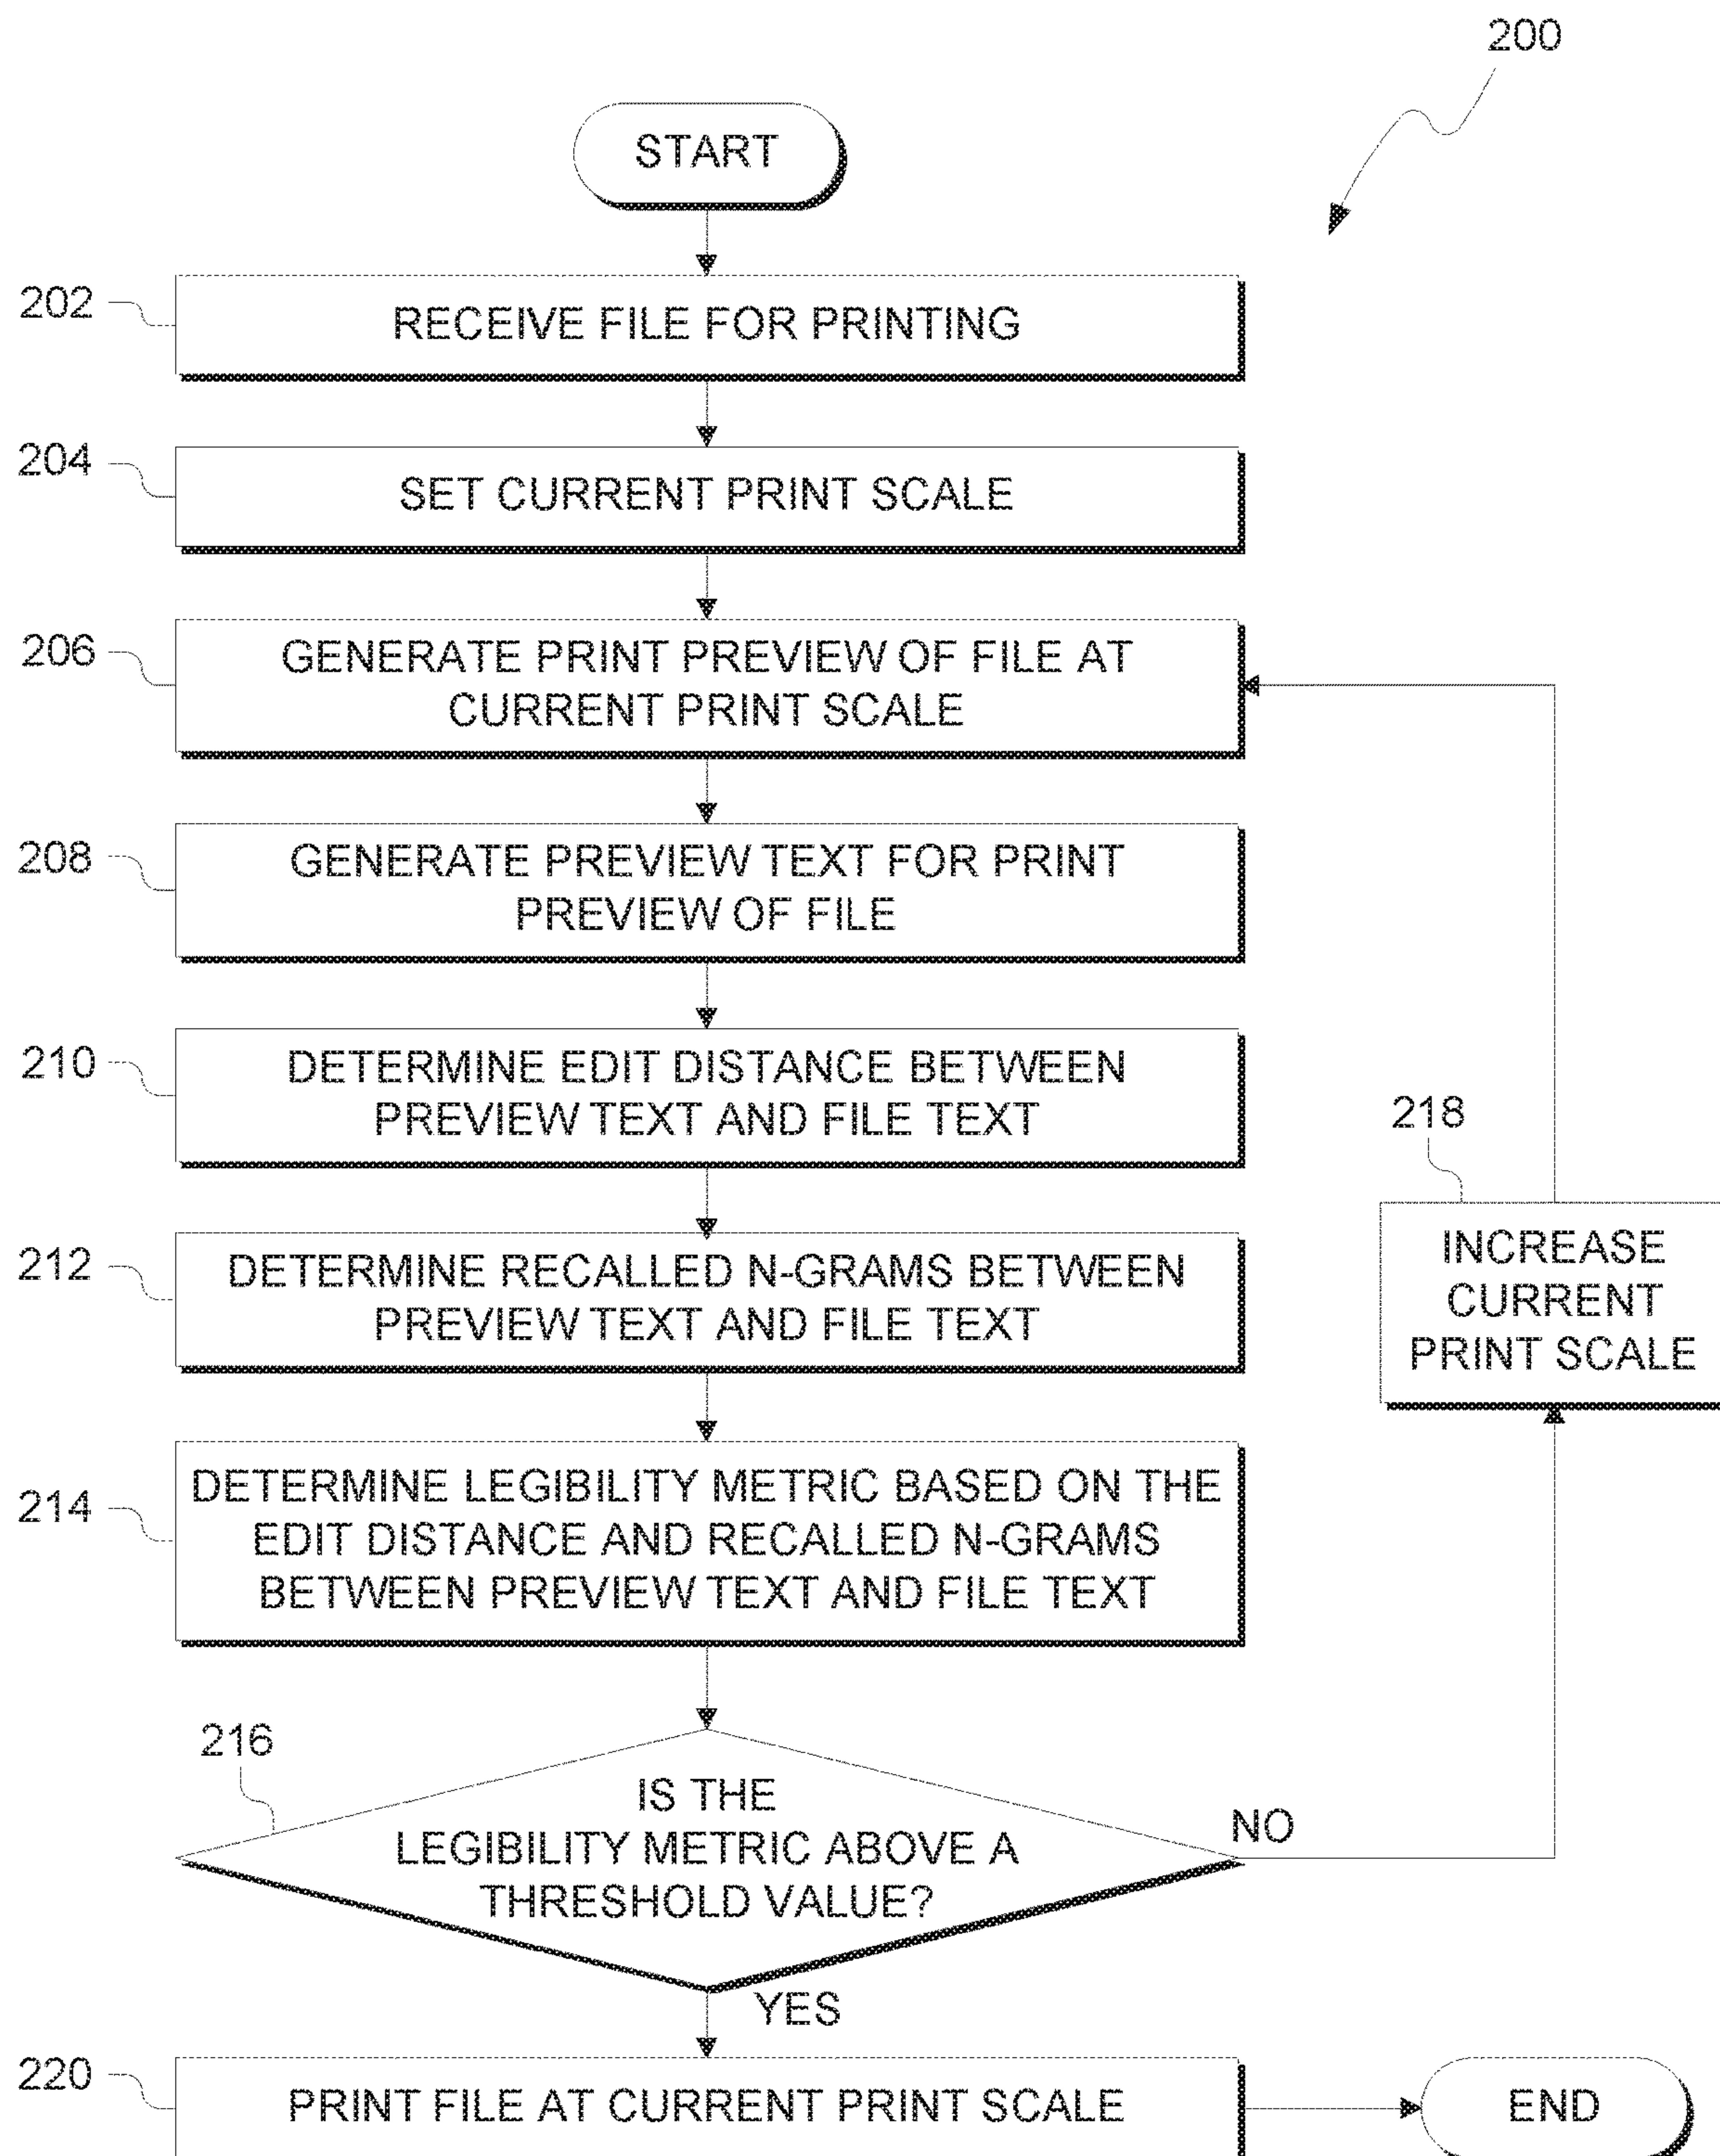 200
START
202
RECEIVE FILE FOR PRINTING
204
SET CURRENT PRINT SCALE
206
GENERATE PRINT PREVIEW OF FILE AT
CURRENT PRINT SCALE
208
GENERATE PREVIEW TEXT FOR PRINT
PREVIEW OF FILE
210
DETERMINE EDIT DISTANCE BETWEEN
PREVIEW TEXT AND FILE TEXT
212
DETERMINE RECALLED N-GRAMS BETWEEN
PREVIEW TEXT AND FILE TEXT
214
DETERMINE LEGIBILITY METRIC BASED ON THE
EDIT DISTANCE AND RECALLED N-GRAMS
BETWEEN PREVIEW TEXT AND FILE TEXT
216
IS THE
LEGIBILITY METRIC ABOVE A
THRESHOLD VALUE?
NO
218
INCREASE
CURRENT
PRINT SCALE
YES
220
PRINT FILE AT CURRENT PRINT SCALE
END